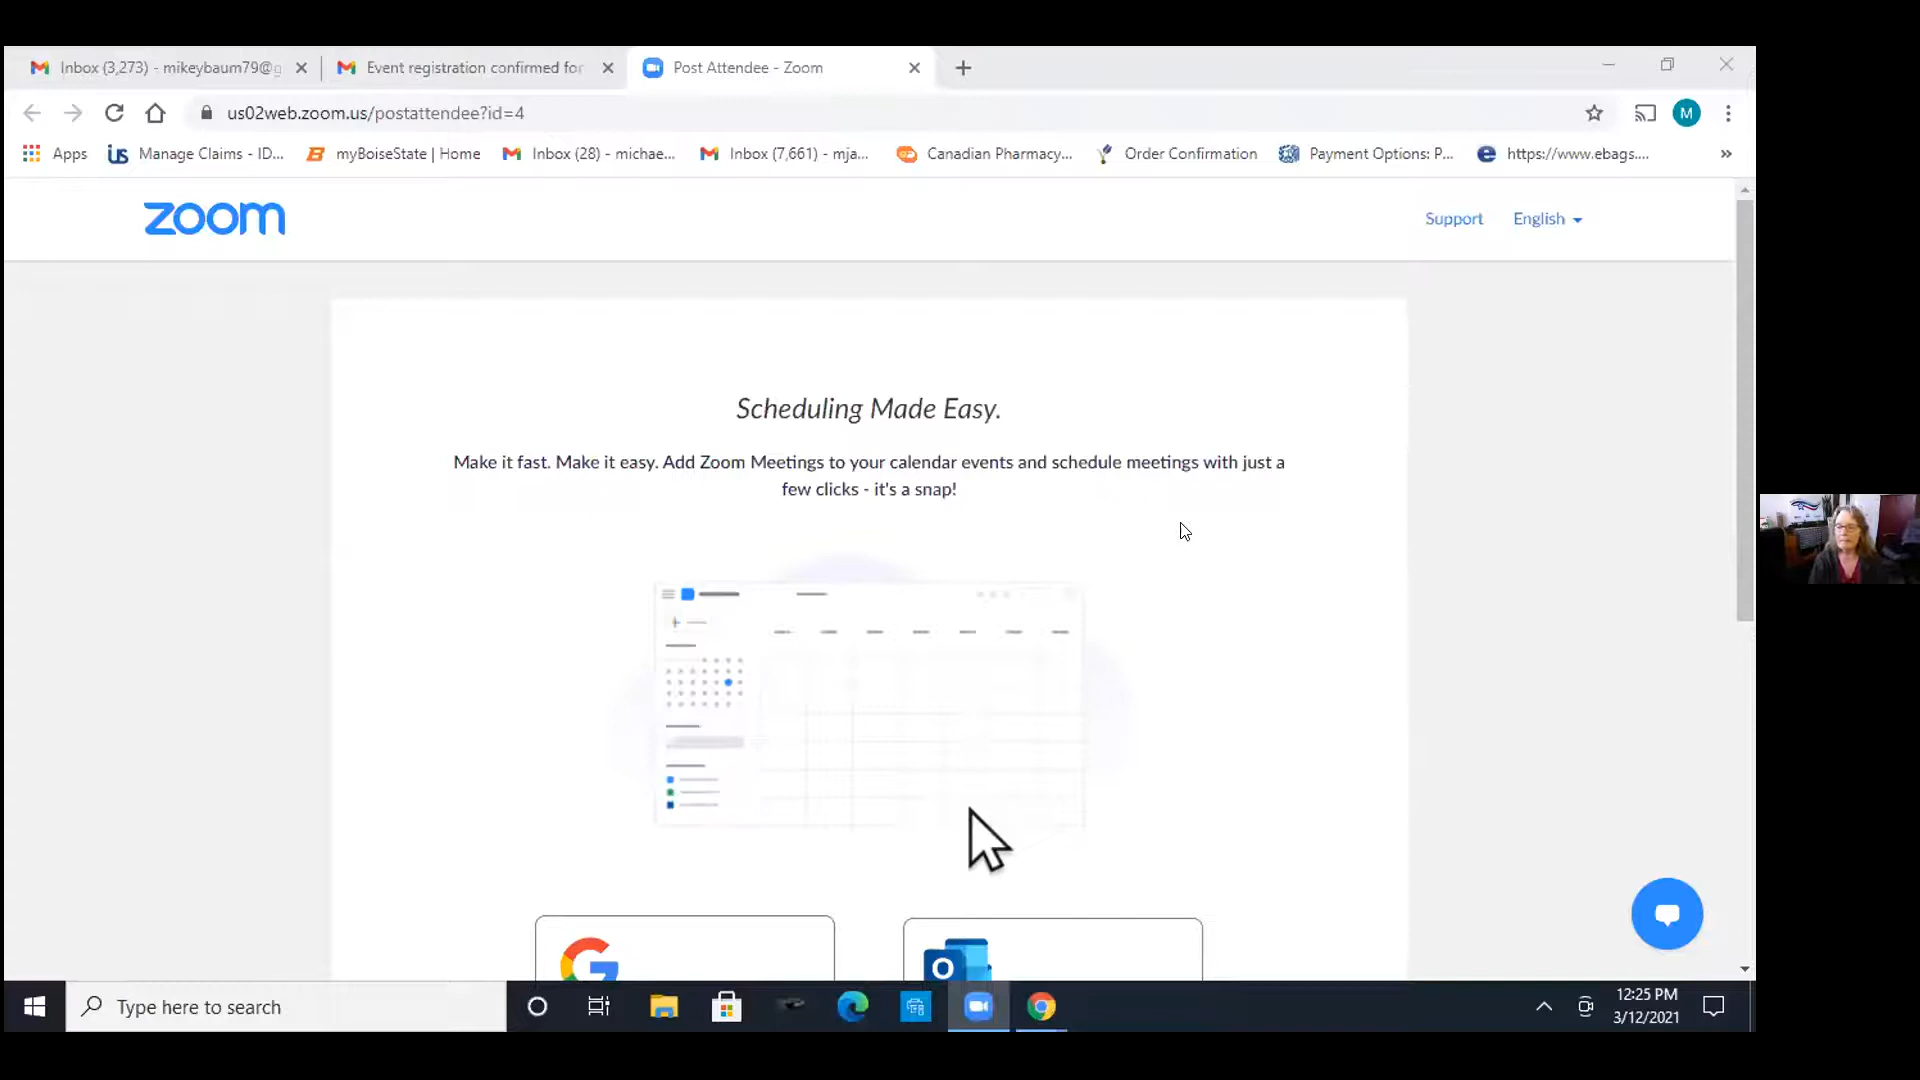 Inbox (3,273) - mikeybaum79@g
Event registration confirmed for
Post Attendee - Zoom
us02web.zoom.us/postattendee?id=4
M
Apps
us
Manage Claims - ID...
myBoiseState | Home
Inbox (28) - michae...
Inbox (7,661) - mja...
Canadian Pharmacy...
Order Confirmation
Payment Options: P...
https://www.ebags....
»
zoom
Support
English
Scheduling Made Easy.
Make it fast. Make it easy. Add Zoom Meetings to your calendar events and schedule meetings with just a
few clicks - it's a snap!
Type here to search
12:25 PM
3/12/2021